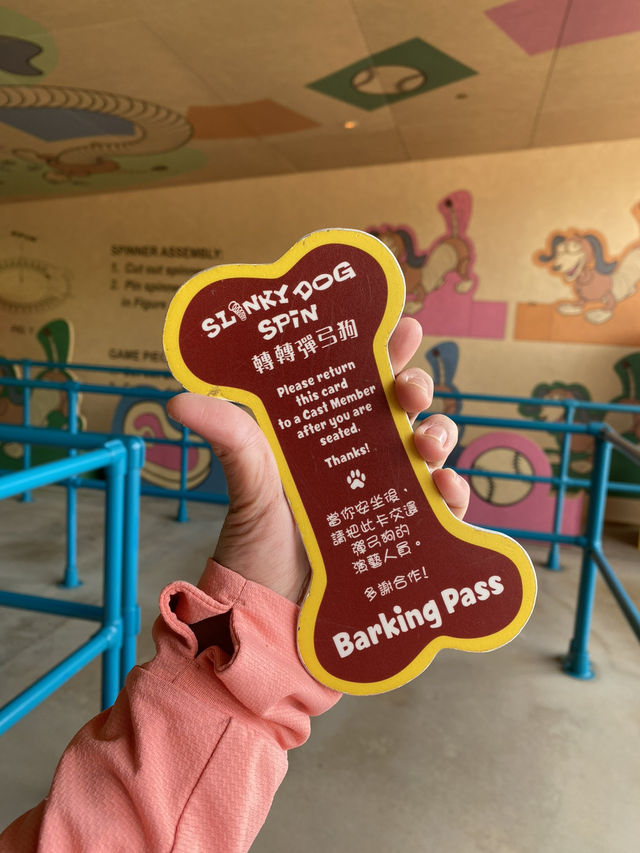 SLINKY DOG
SPIN
轉轉彈弓狗
Please return
this card
to a Cast Member
after you are
seated.
Thanks!
當你安坐後，
請把此卡交還
彈弓狗的
演藝人員。
多謝合作!
Barking Pass
SPINNER ASSEMBLY:
1. Cut out spin
2. Pin spin
in Figure
GAME PIEC